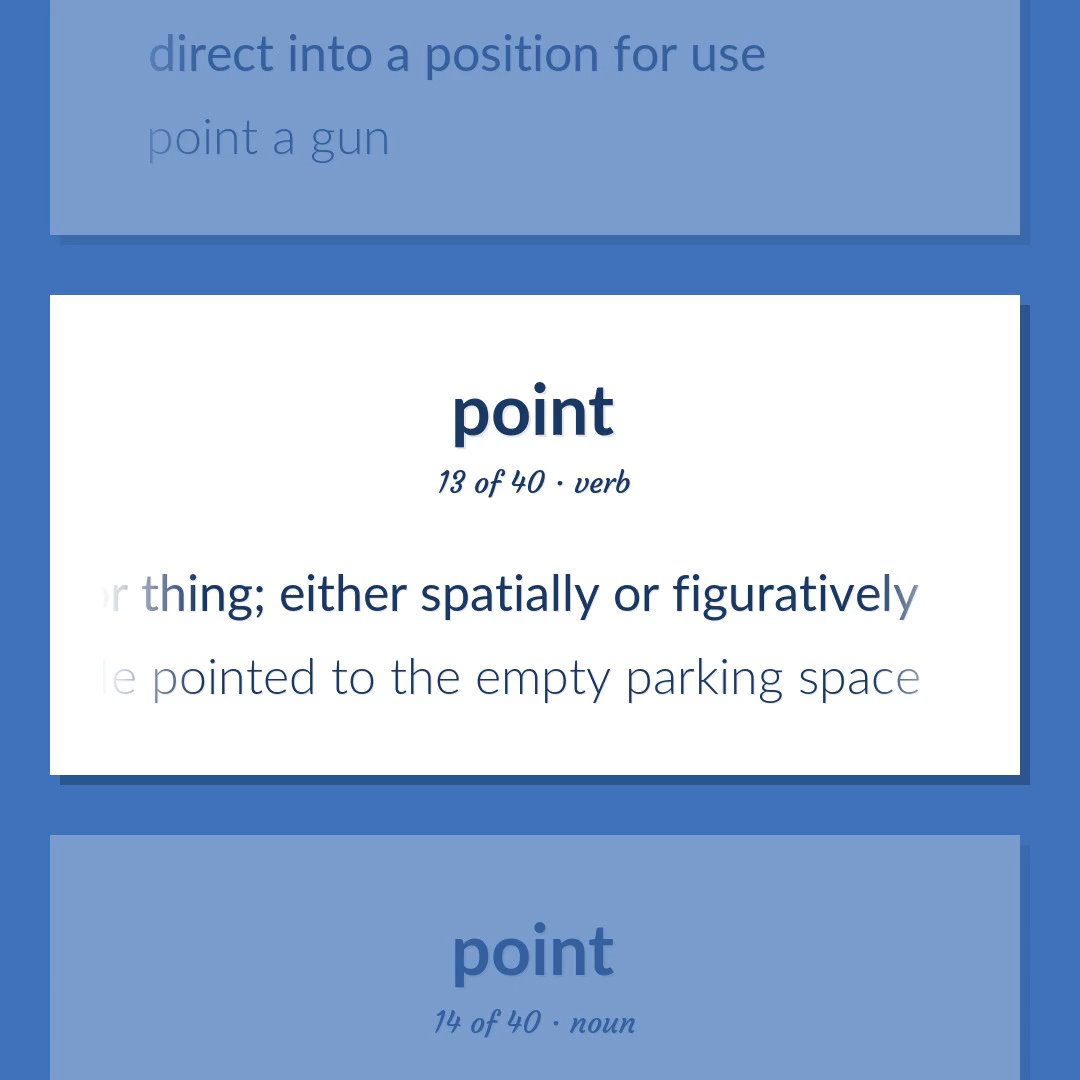 direct into a position for use
point a gun
point
13 of 40 · verb
thing; either spatially or figuratively
pointed to the empty parking space
point
14 of 40 · noun